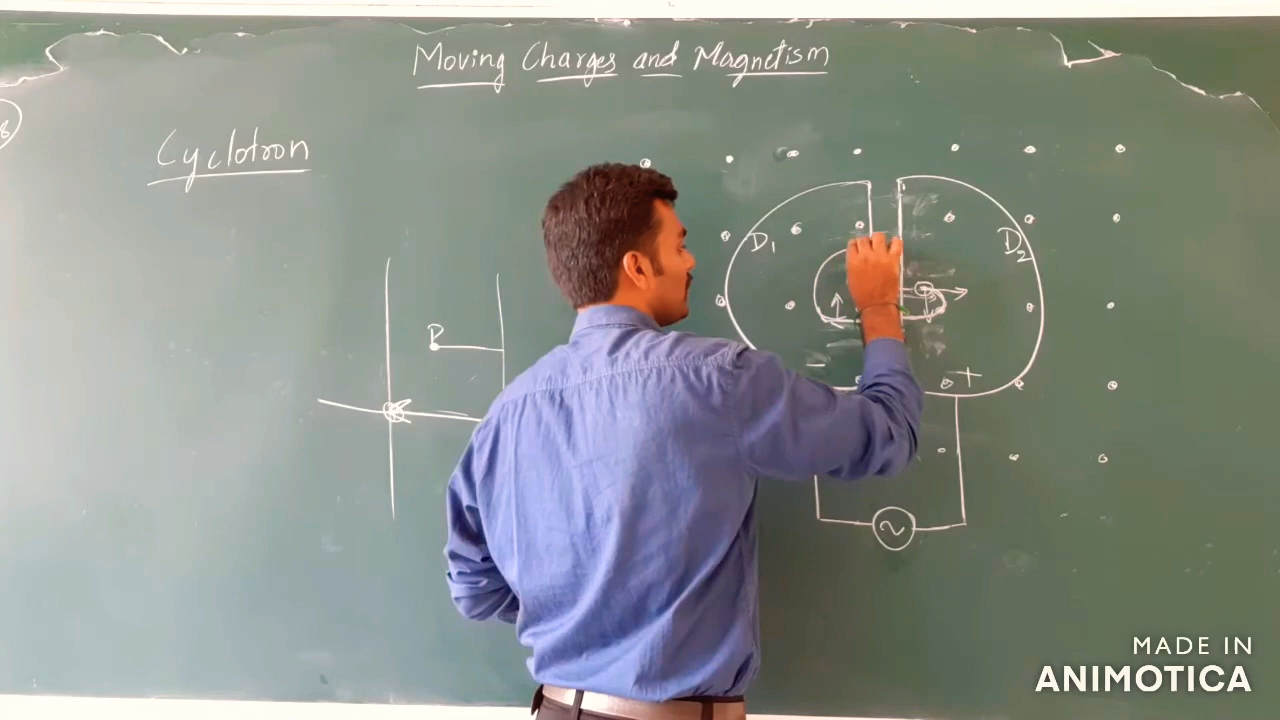 Moving Charges and Magnetism
Cyclotron
D1
D2
P
-
+
~
MADE IN
ANIMOTICA